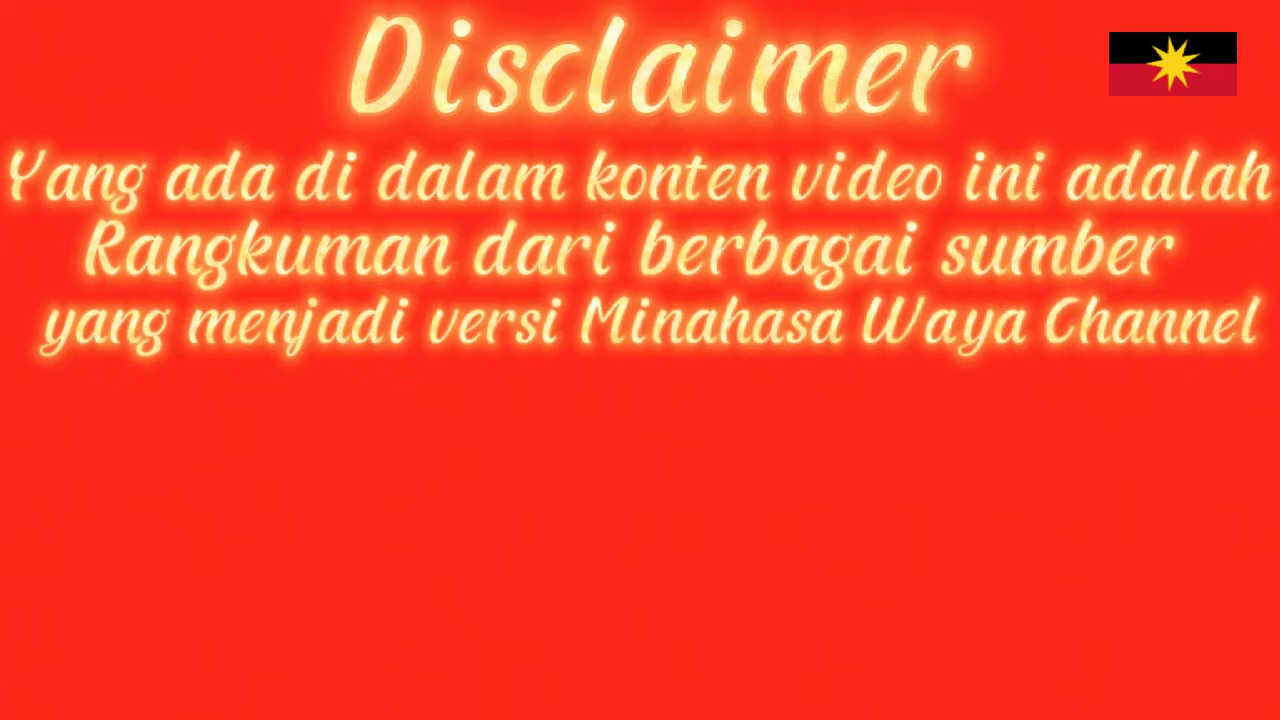 Disclaimer
Yang ada di dalam konten video ini adalah
Rangkuman dari berbagai sumber
yang menjadi versi Minahasa Waya Channel